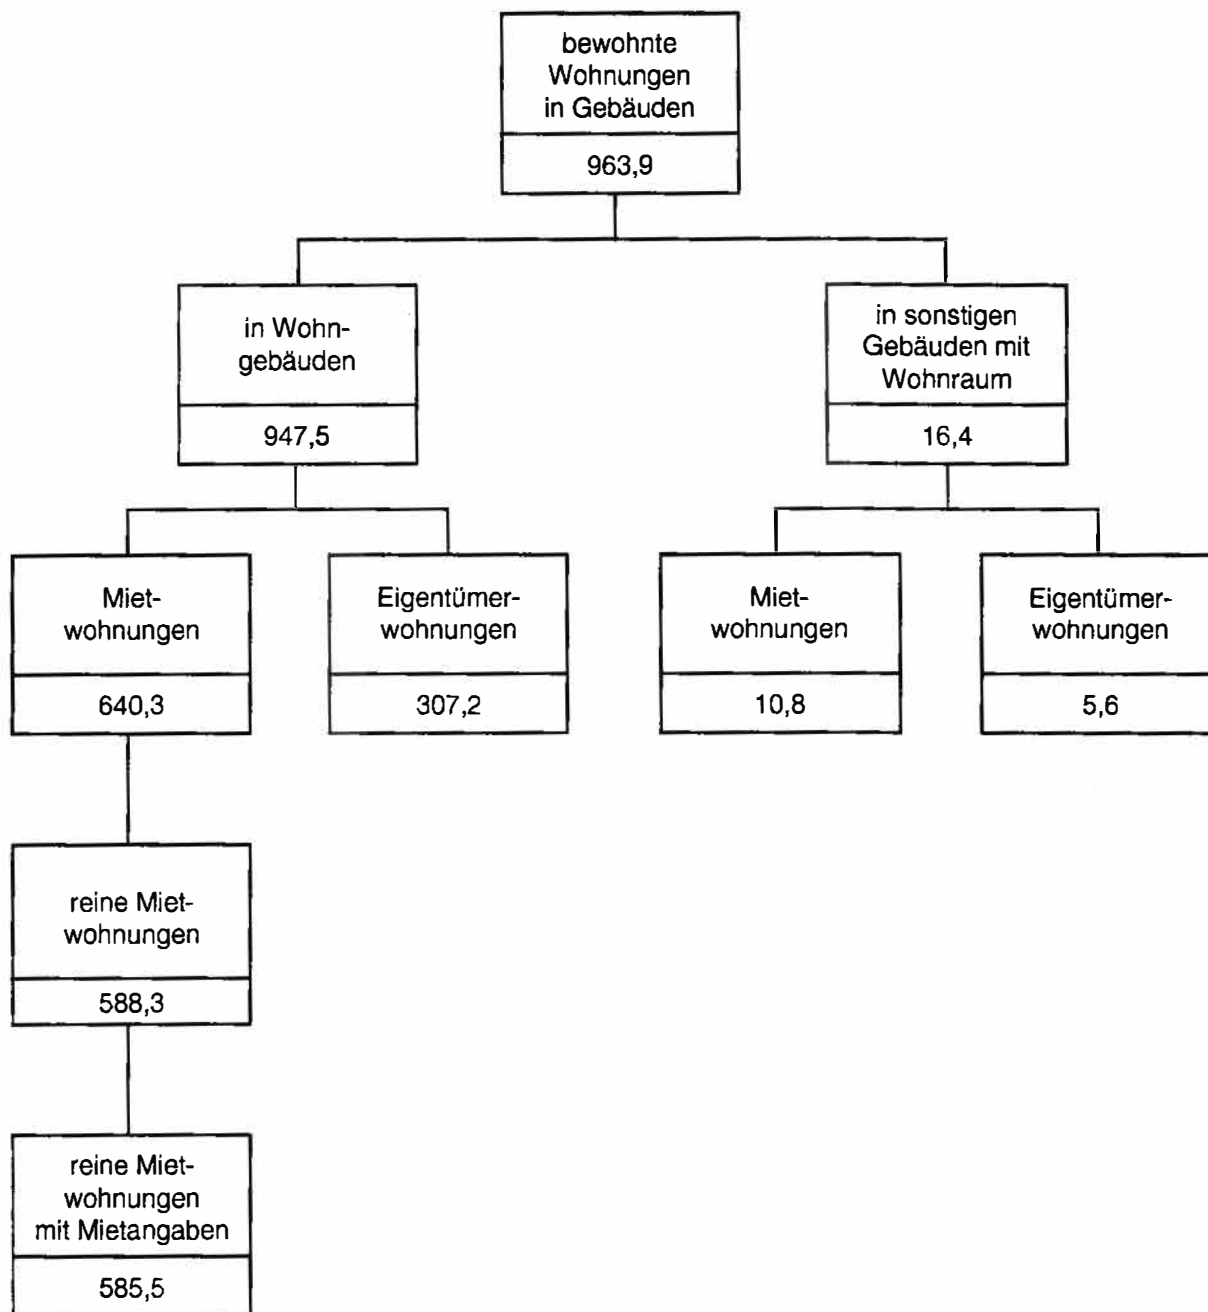 bewohnte
Wohnungen
in Gebäuden
963,9
in Wohn-
gebäuden
947,5
in sonstigen
Gebäuden mit
Wohnraum
16,4
Miet-
wohnungen
640,3
Eigentümer-
wohnungen
307,2
Miet-
wohnungen
10,8
Eigentümer-
wohnungen
5,6
reine Miet-
wohnungen
588,3
reine Miet-
wohnungen
mit Mietangaben
585,5